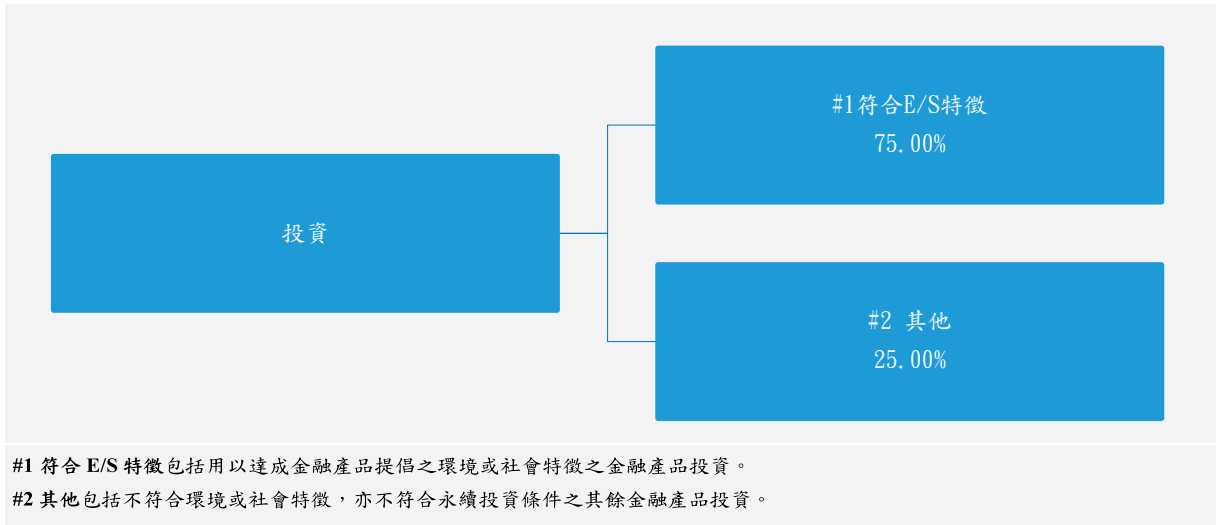 #1符合E/S特徵
75.00%
投資
#2 其他
25.00%
#1 符合 E/S 特徵包括用以達成金融產品提倡之環境或社會特徵之金融產品投資。
#2 其他包括不符合環境或社會特徵，亦不符合永續投資條件之其餘金融產品投資。